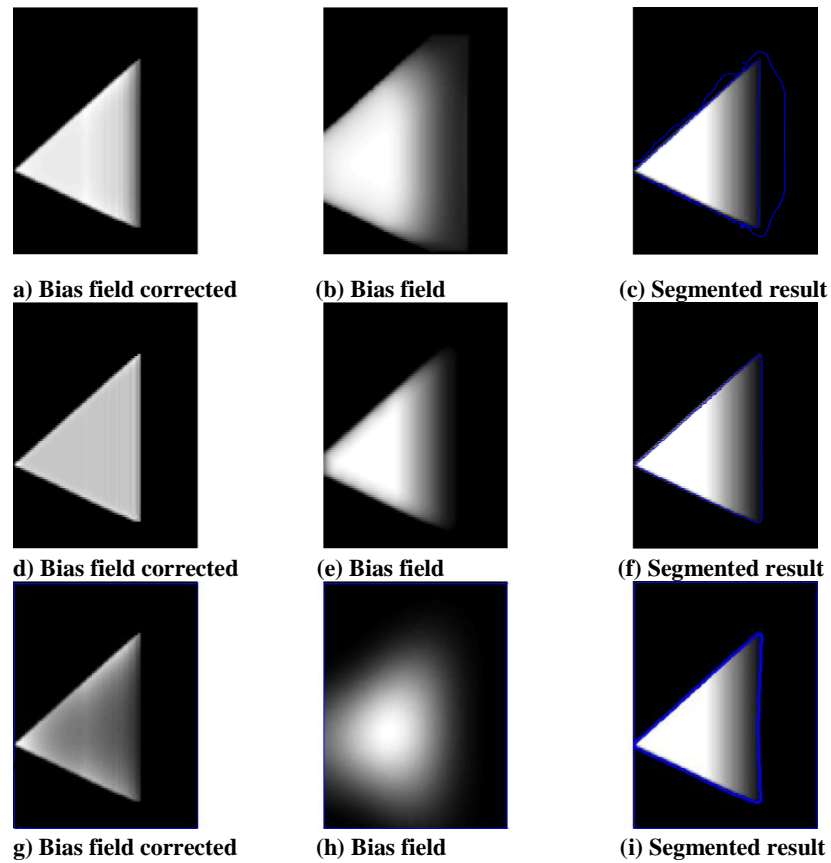 a) Bias field corrected (b) Bias field (c) Segmented result
d) Bias field corrected (e) Bias field (f) Segmented result
g) Bias field corrected (h) Bias field (i) Segmented result